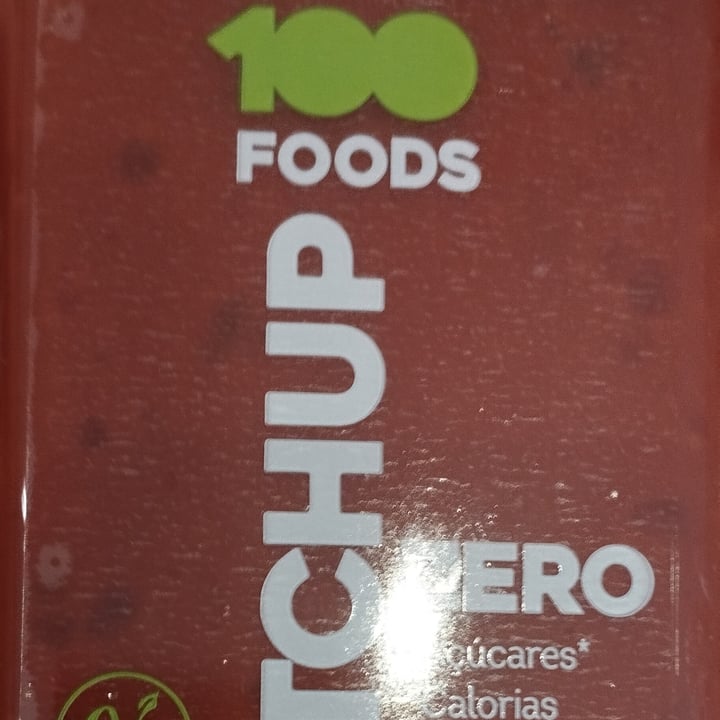 100
FOODS
TCHUP
ZERO
çúcares*
Calorias